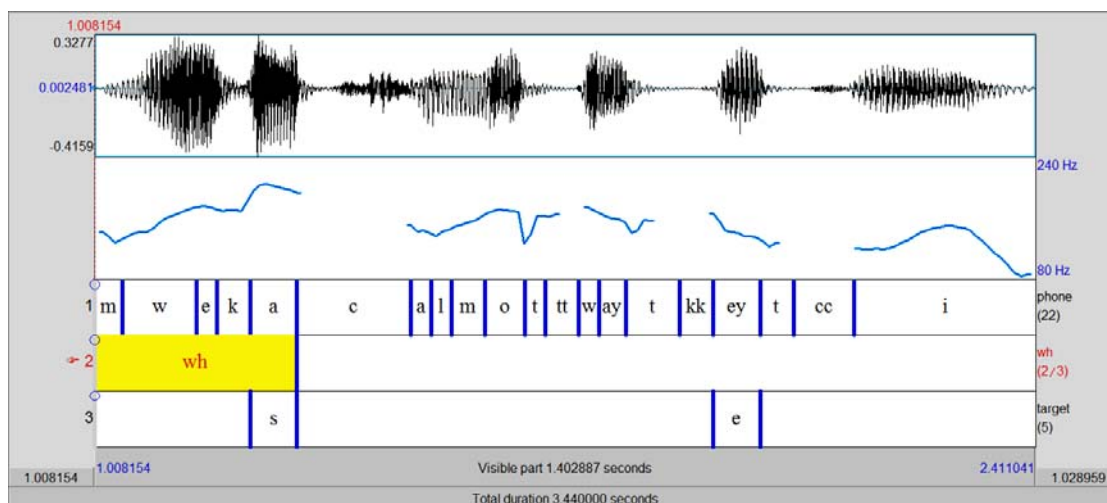 1.008154
0.3277
0.002481
-0.4159
240 Hz
80 Hz
1 m w e k a c a l m o t tt w ay t kk ey t cc i phone (22)
2 wh wh (2/3)
3 s e target (5)
1.008154 Visible part 1.402887 seconds 2.411041
1.008154 1.028959
Total duration 3.440000 seconds